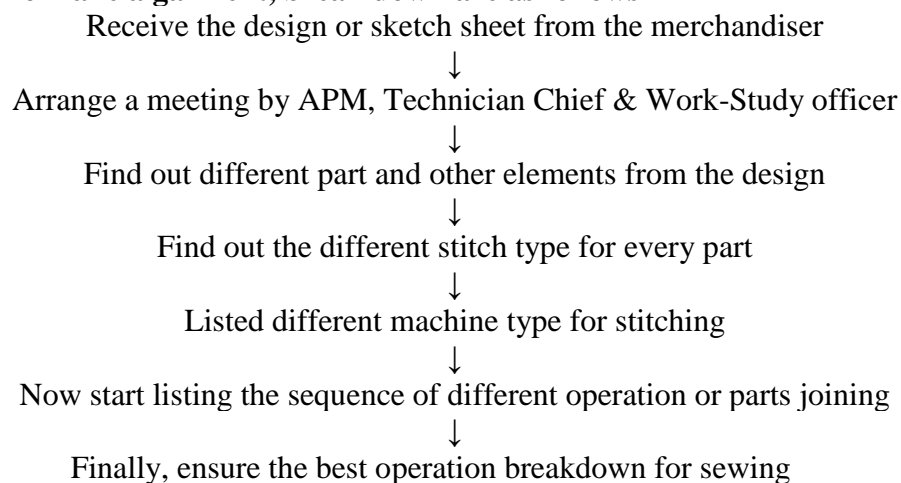 Receive the design or sketch sheet from the merchandiser
↓
Arrange a meeting by APM, Technician Chief & Work-Study officer
↓
Find out different part and other elements from the design
↓
Find out the different stitch type for every part
↓
Listed different machine type for stitching
↓
Now start listing the sequence of different operation or parts joining
↓
Finally, ensure the best operation breakdown for sewing